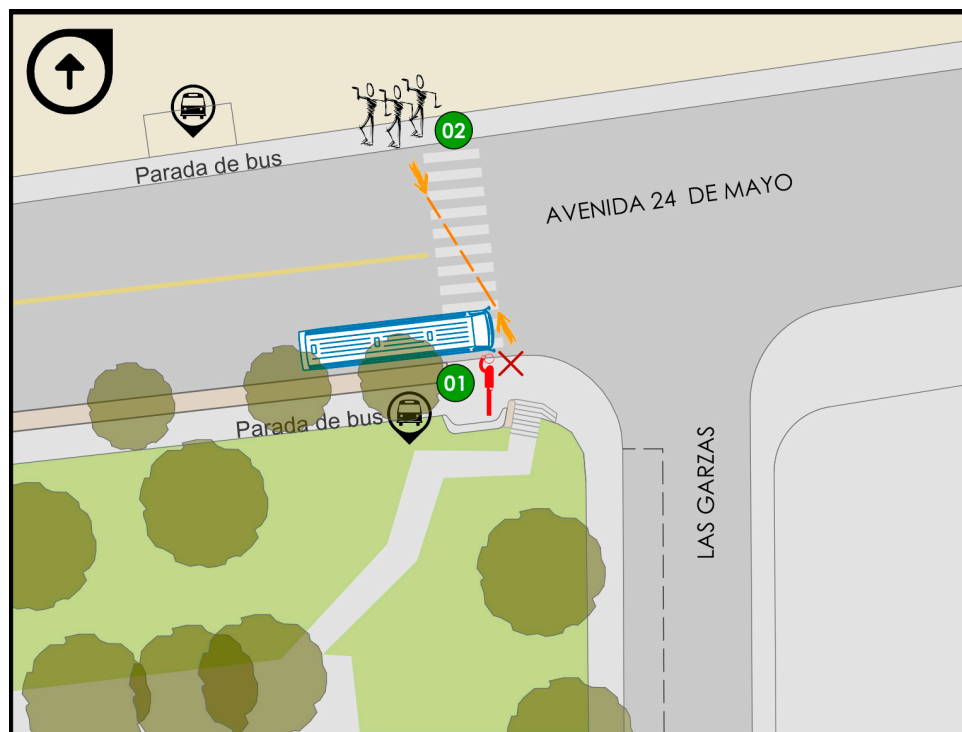 02
Parada de bus
AVENIDA 24 DE MAYO
01
Parada de bus
LAS GARZAS